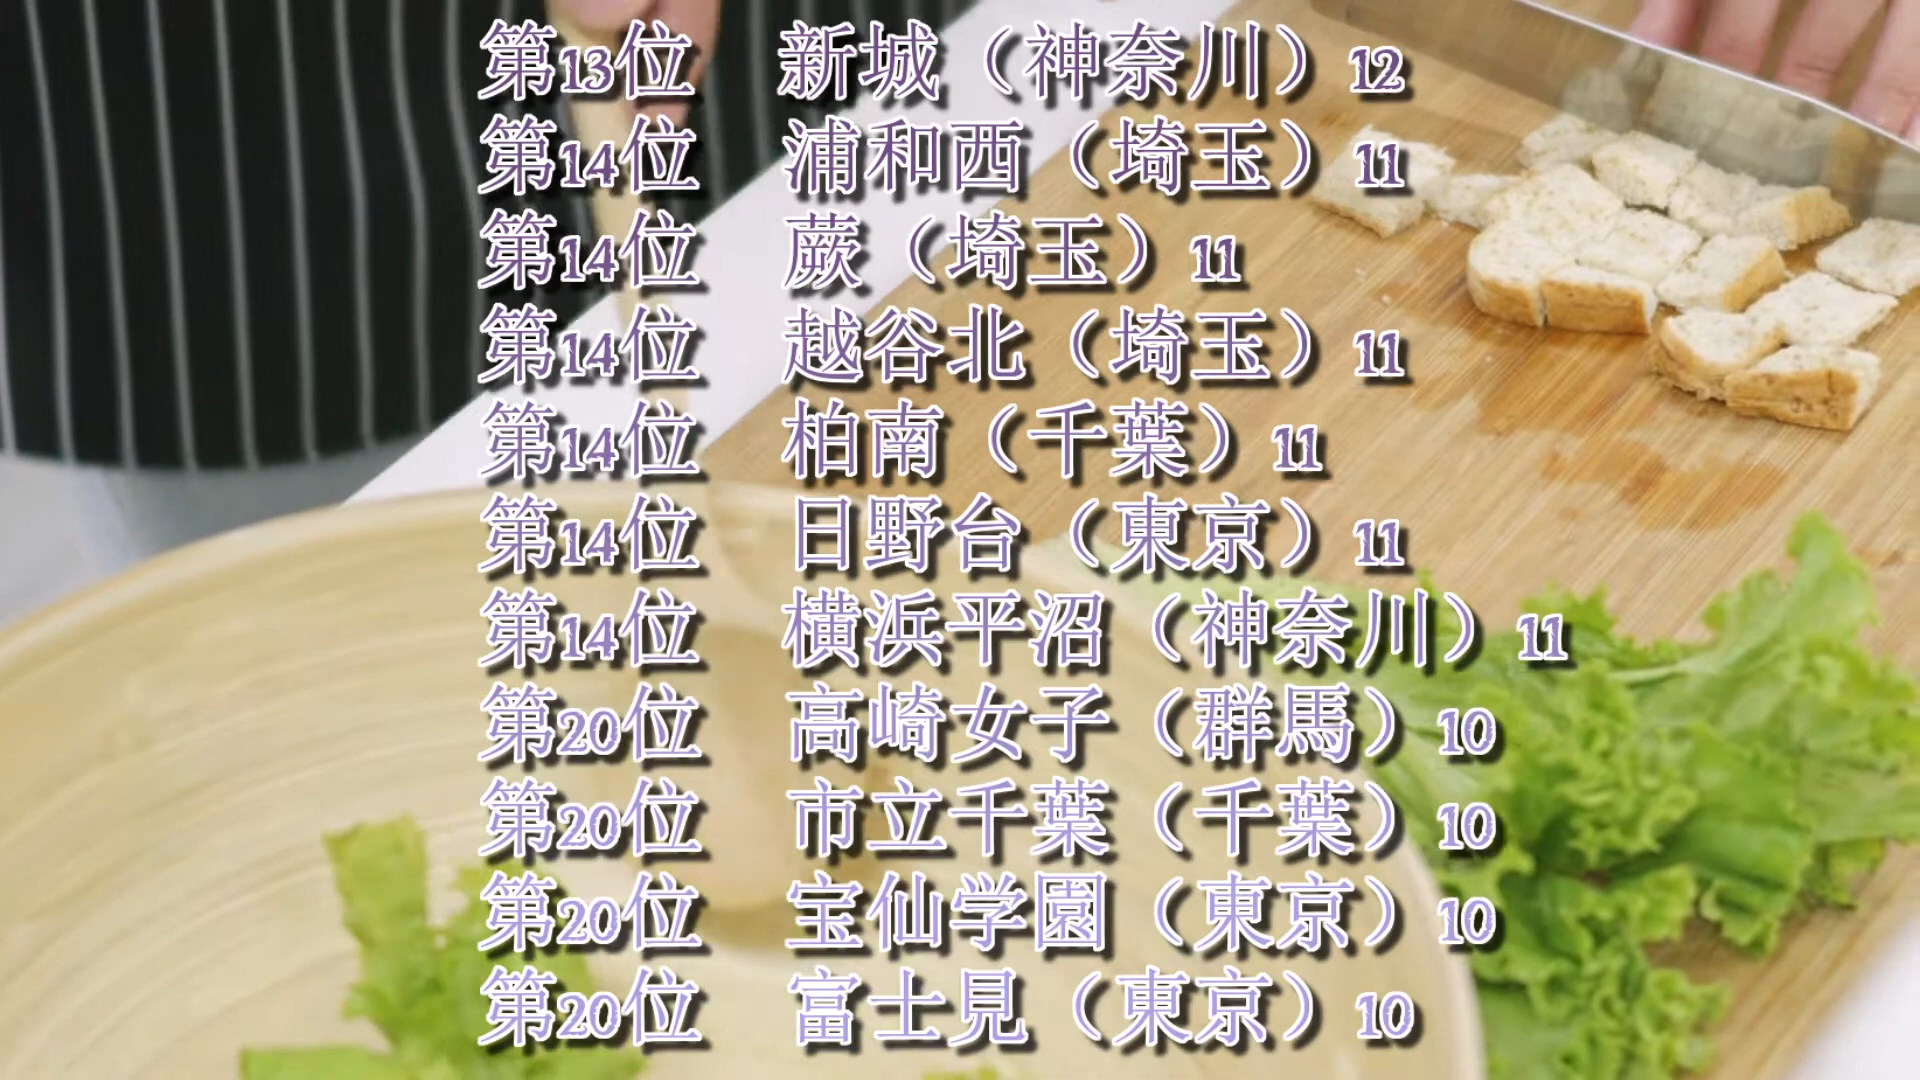 第13位　新城（神奈川）12
第14位　浦和西（埼玉）11
第14位　蕨（埼玉）11
第14位　越谷北（埼玉）11
第14位　柏南（千葉）11
第14位　日野台（東京）11
第14位　横浜平沼（神奈川）11
第20位　高崎女子（群馬）10
第20位　市立千葉（千葉）10
第20位　宝仙学園（東京）10
第20位　富士見（東京）10